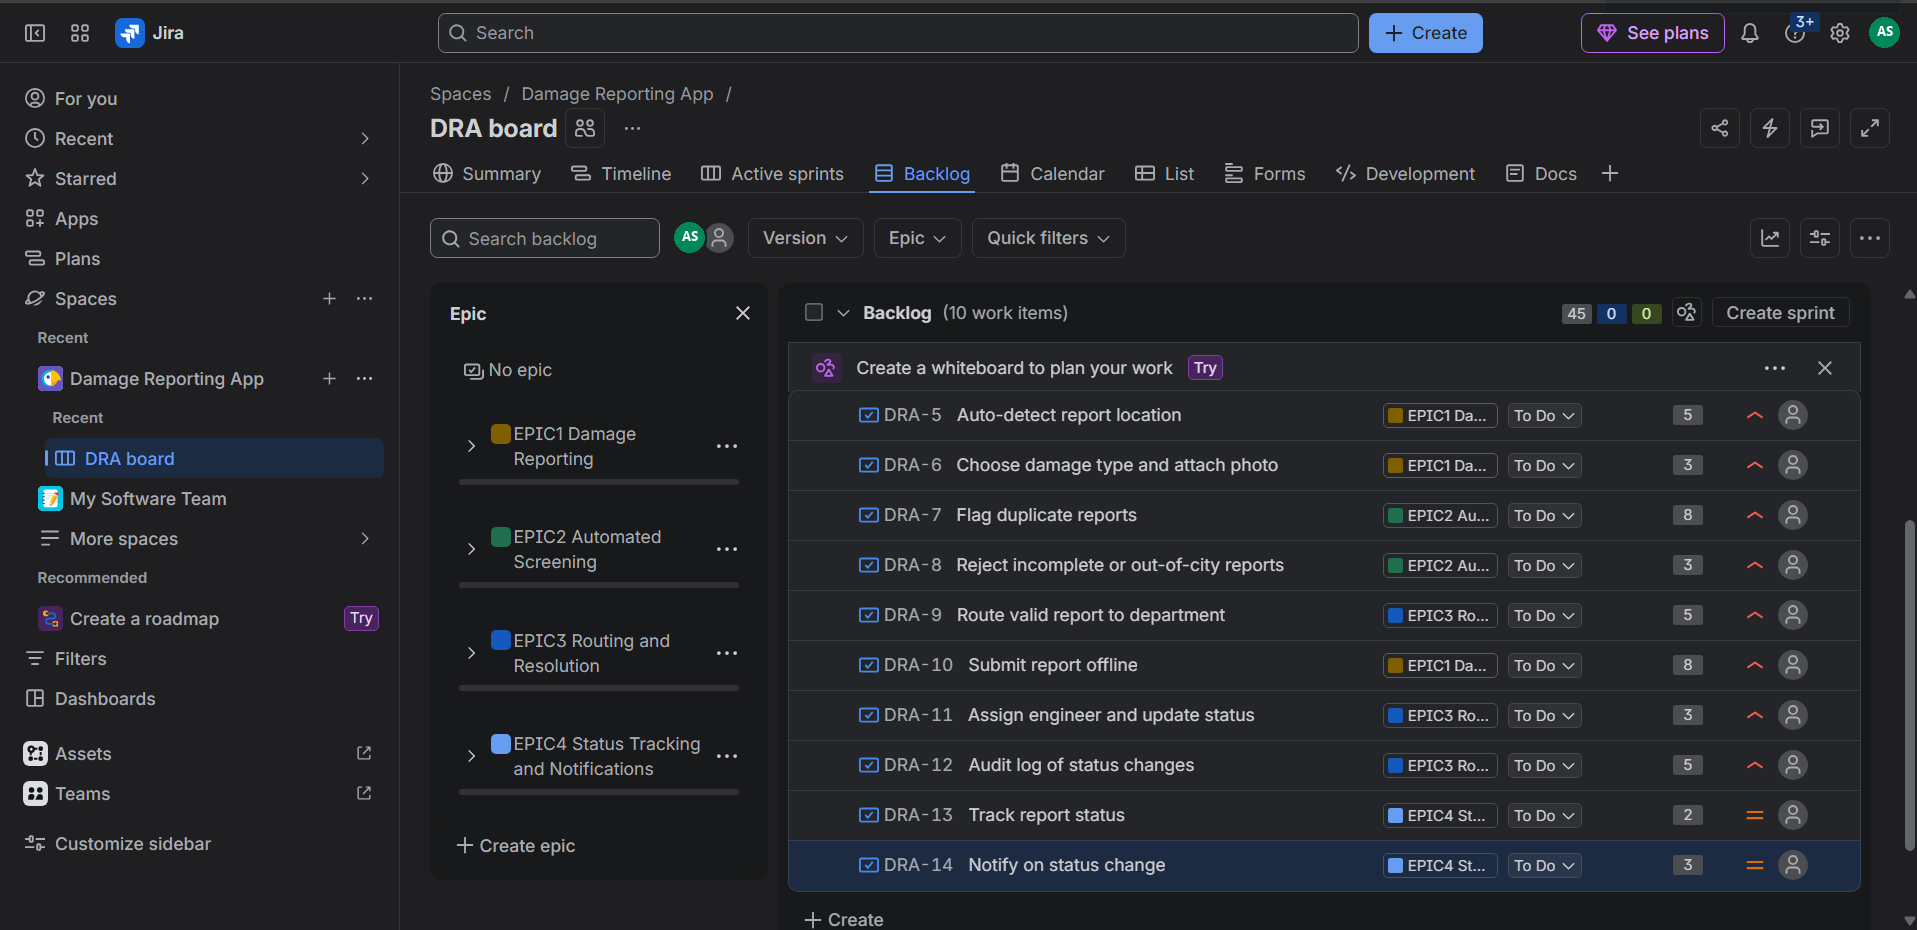 Jira
Search
Create
See plans
3+
AS
For you
Recent
Starred
Apps
Plans
Spaces
Recent
Damage Reporting App
Recent
DRA board
My Software Team
More spaces
Recommended
Create a roadmap
Try
Filters
Dashboards
Assets
Teams
Customize sidebar
Spaces / Damage Reporting App /
DRA board
Summary
Timeline
Active sprints
Backlog
Calendar
List
Forms
Development
Docs
Search backlog
AS
Version
Epic
Quick filters
Epic
No epic
EPIC1 Damage
Reporting
EPIC2 Automated
Screening
EPIC3 Routing and
Resolution
EPIC4 Status Tracking
and Notifications
Create epic
Backlog (10 work items)
45 0 0
Create sprint
Create a whiteboard to plan your work Try
DRA-5 Auto-detect report location EPIC1 Da... To Do 5
DRA-6 Choose damage type and attach photo EPIC1 Da... To Do 3
DRA-7 Flag duplicate reports EPIC2 Au... To Do 8
DRA-8 Reject incomplete or out-of-city reports EPIC2 Au... To Do 3
DRA-9 Route valid report to department EPIC3 Ro... To Do 5
DRA-10 Submit report offline EPIC1 Da... To Do 8
DRA-11 Assign engineer and update status EPIC3 Ro... To Do 3
DRA-12 Audit log of status changes EPIC3 Ro... To Do 5
DRA-13 Track report status EPIC4 St... To Do 2
DRA-14 Notify on status change EPIC4 St... To Do 3
Create